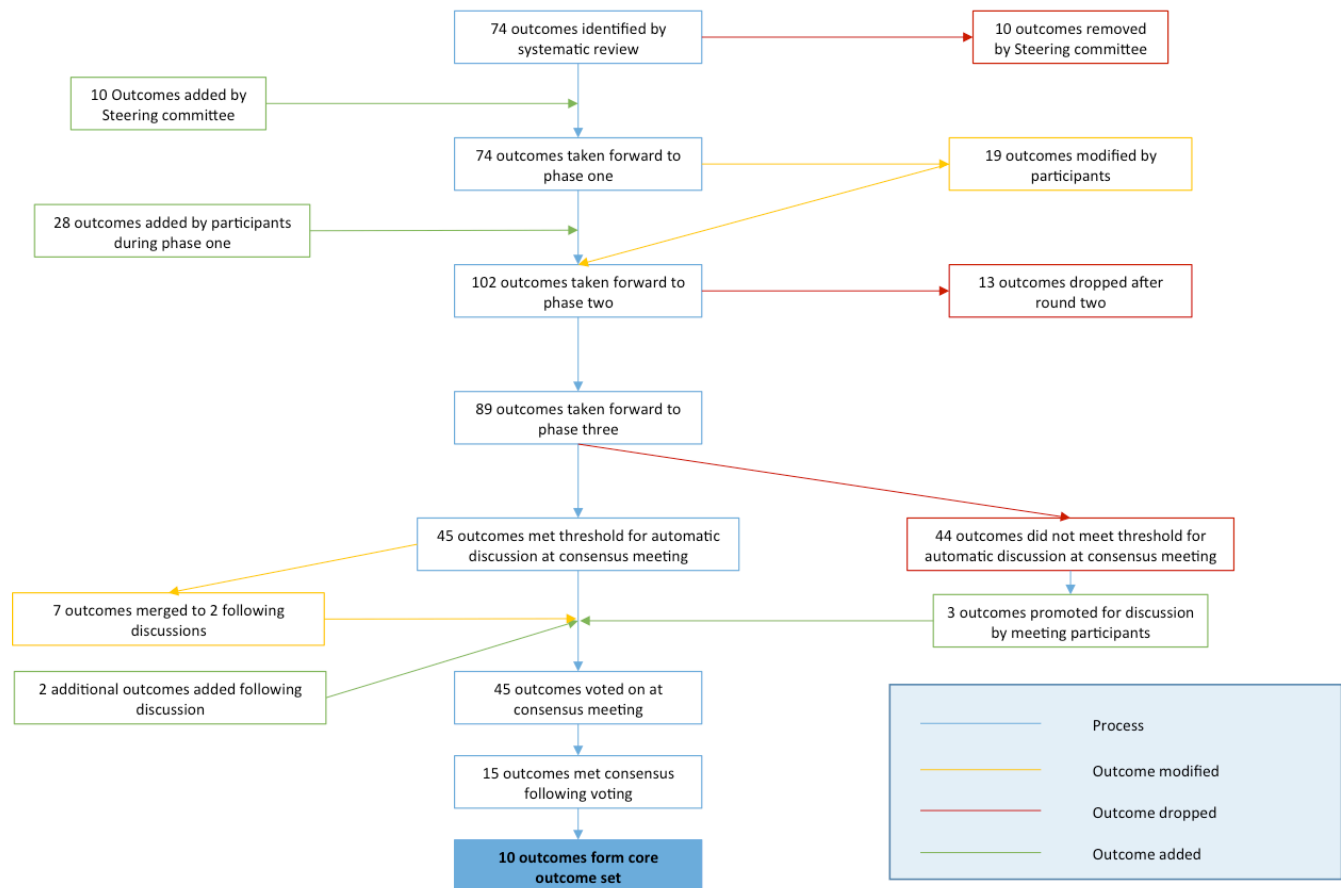 74 outcomes identified by
systematic review
10 outcomes removed
by Steering committee
10 Outcomes added by
Steering committee
74 outcomes taken forward to
phase one
19 outcomes modified by
participants
28 outcomes added by participants
during phase one
102 outcomes taken forward to
phase two
13 outcomes dropped after
round two
89 outcomes taken forward to
phase three
45 outcomes met threshold for automatic
discussion at consensus meeting
44 outcomes did not meet threshold for
automatic discussion at consensus meeting
7 outcomes merged to 2 following
discussions
3 outcomes promoted for discussion
by meeting participants
2 additional outcomes added following
discussion
45 outcomes voted on at
consensus meeting
15 outcomes met consensus
following voting
10 outcomes form core
outcome set
Process
Outcome modified
Outcome dropped
Outcome added